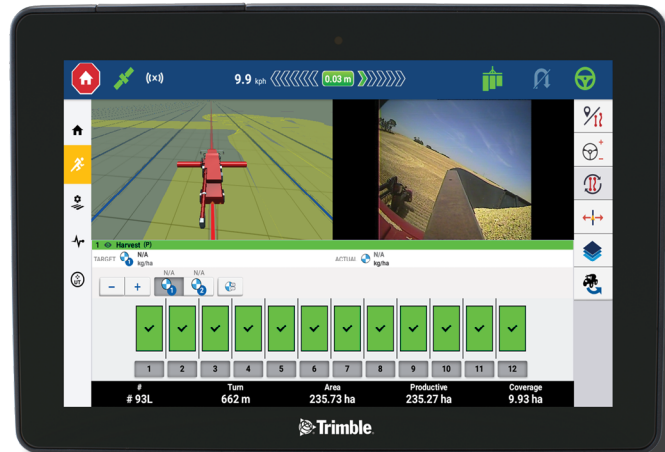 ((x))
9.9 kph
0.03 m
1 Harvest (P)
TARGET 1 N/A kg/ha
ACTUAL N/A kg/ha
N/A N/A
− + 1 2
1 2 3 4 5 6 7 8 9 10 11 12
# Turn Area Productive Coverage
# 93L 662 m 235.73 ha 235.27 ha 9.93 ha
UT
Trimble